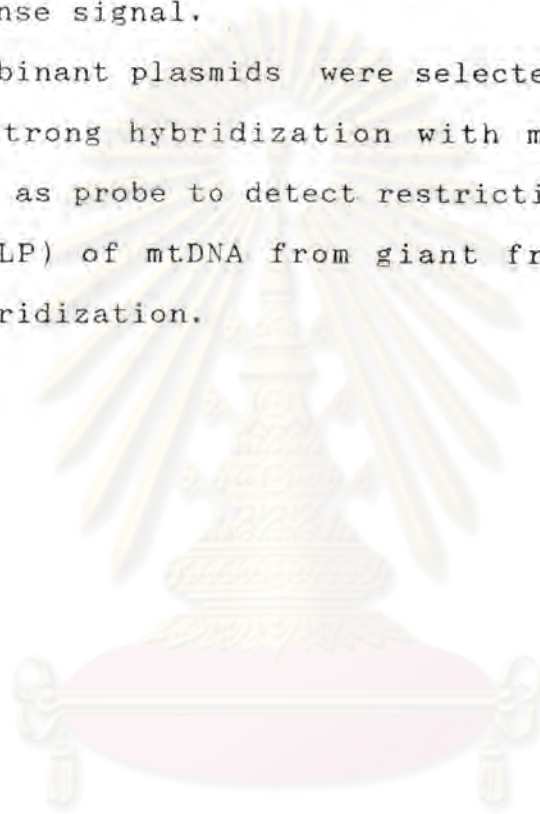 nse signal.
binant plasmids were selecte
trong hybridization with m
as probe to detect restricti
LP) of mtDNA from giant fr
ridization.